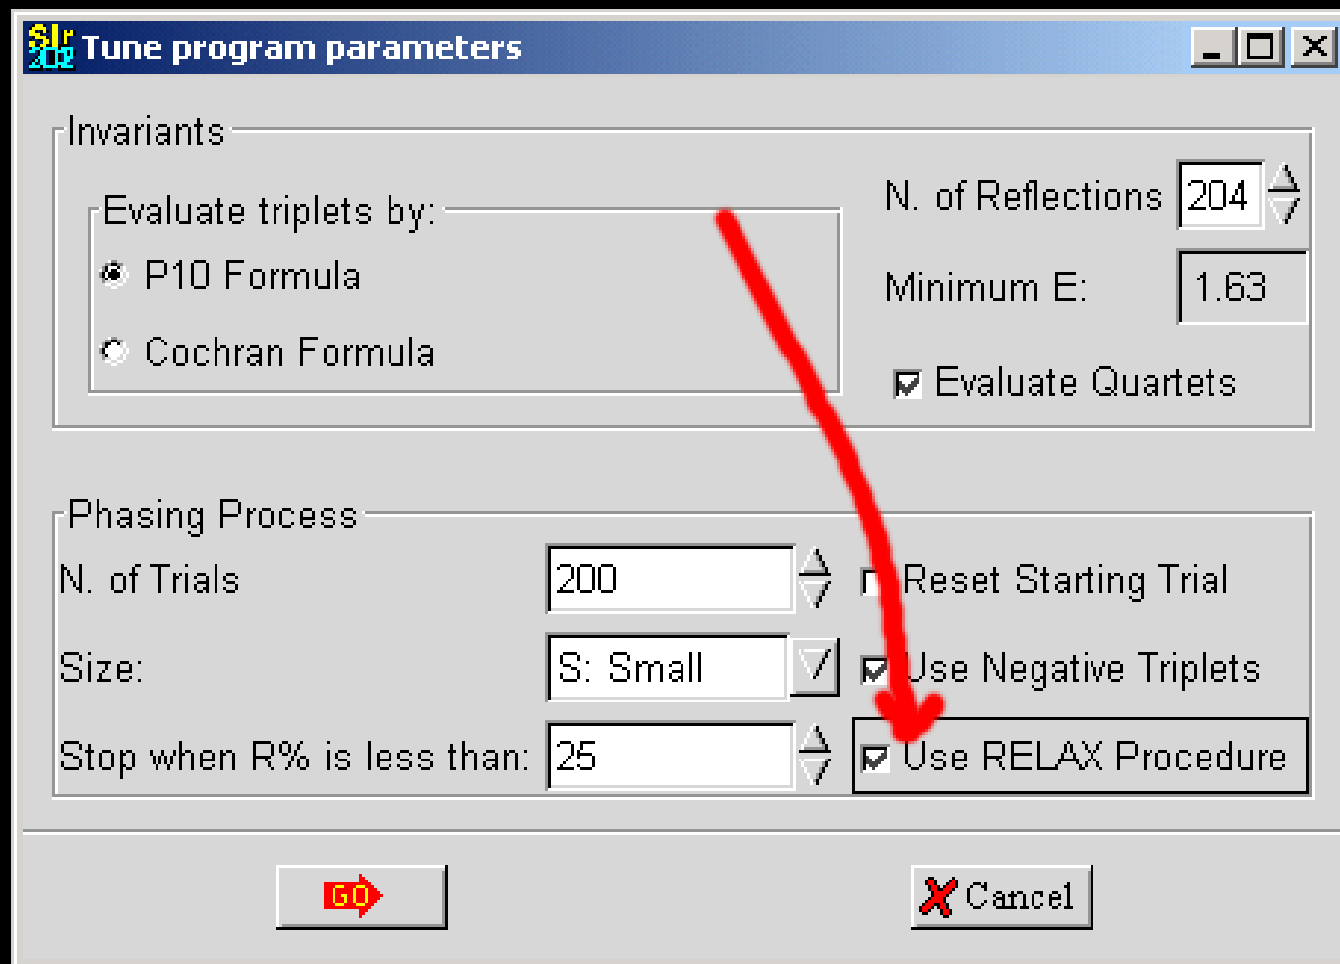 SIr
2002
Tune program parameters
Invariants
Evaluate triplets by:
P10 Formula
Cochran Formula
N. of Reflections 204
Minimum E: 1.63
Evaluate Quartets
Phasing Process
N. of Trials 200 Reset Starting Trial
Size: S: Small Use Negative Triplets
Stop when R% is less than: 25 Use RELAX Procedure
GO Cancel